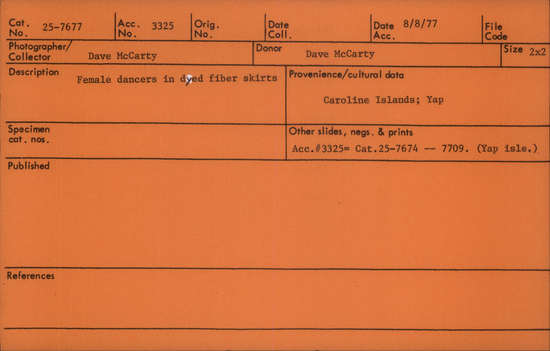 Cat. No. 25-7677 Acc. No. 3325 Orig. No. Date Coll. Date Acc. 8/8/77 File Code
Photographer/ Collector Dave McCarty Donor Dave McCarty Size 2x2
Description Female dancers in dyed fiber skirts Provenience/cultural data
Caroline Islands; Yap
Specimen cat. nos. Other slides, negs. & prints
Acc.#3325= Cat.25-7674 -- 7709. (Yap isle.)
Published
References